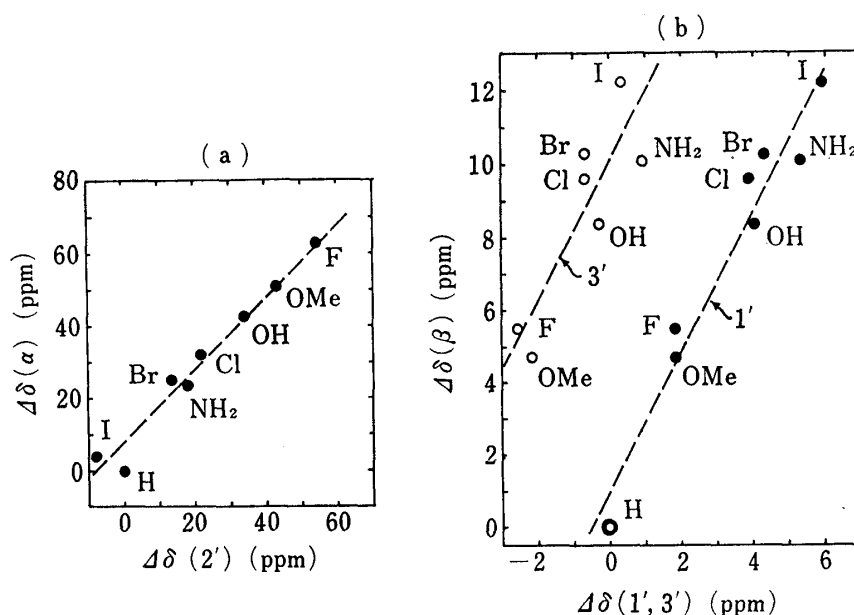 (a)
80
60
40
20
0
Δδ(α) (ppm)
F
OMe
OH
Cl
Br
NH₂
I
H
0 20 40 60
Δδ(2′) (ppm)
(b)
12
10
8
6
4
2
0
Δδ(β) (ppm)
I
I
Br
NH₂
Br
NH₂
Cl
Cl
OH
OH
3′
1′
F
F
OMe
OMe
H
−2 0 2 4 6
Δδ(1′, 3′) (ppm)